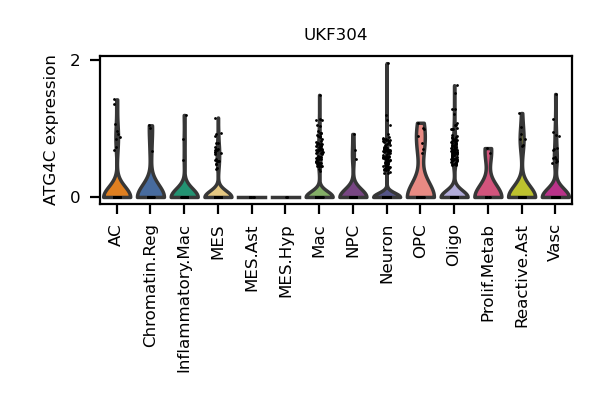 UKF304
ATG4C expression
2
0
AC
Chromatin.Reg
Inflammatory.Mac
MES
MES.Ast
MES.Hyp
Mac
NPC
Neuron
OPC
Oligo
Prolif.Metab
Reactive.Ast
Vasc